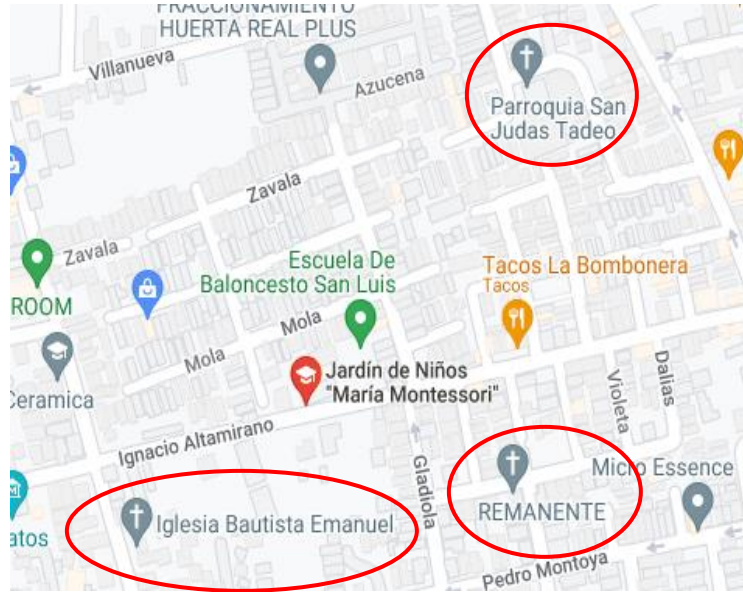 FRACCIONAMIENTO
HUERTA REAL PLUS
Villanueva
Azucena
Parroquia San
Judas Tadeo
Zavala
Zavala
Escuela De
Baloncesto San Luis
Tacos La Bombonera
Tacos
ROOM
Mola
Mola
Jardín de Niños
"María Montessori"
Ceramica
Dalias
Violeta
Ignacio Altamirano
Gladiola
Micro Essence
REMANENTE
Iglesia Bautista Emanuel
atos
Pedro Montoya